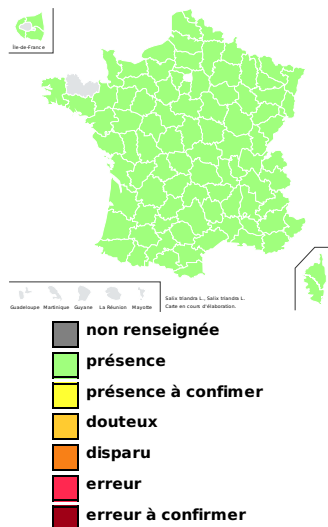 Île-de-France
Guadeloupe Martinique Guyane La Réunion Mayotte
Salix triandra L., Salix triandra L.
Carte en cours d'élaboration.
non renseignée
présence
présence à confimer
douteux
disparu
erreur
erreur à confirmer